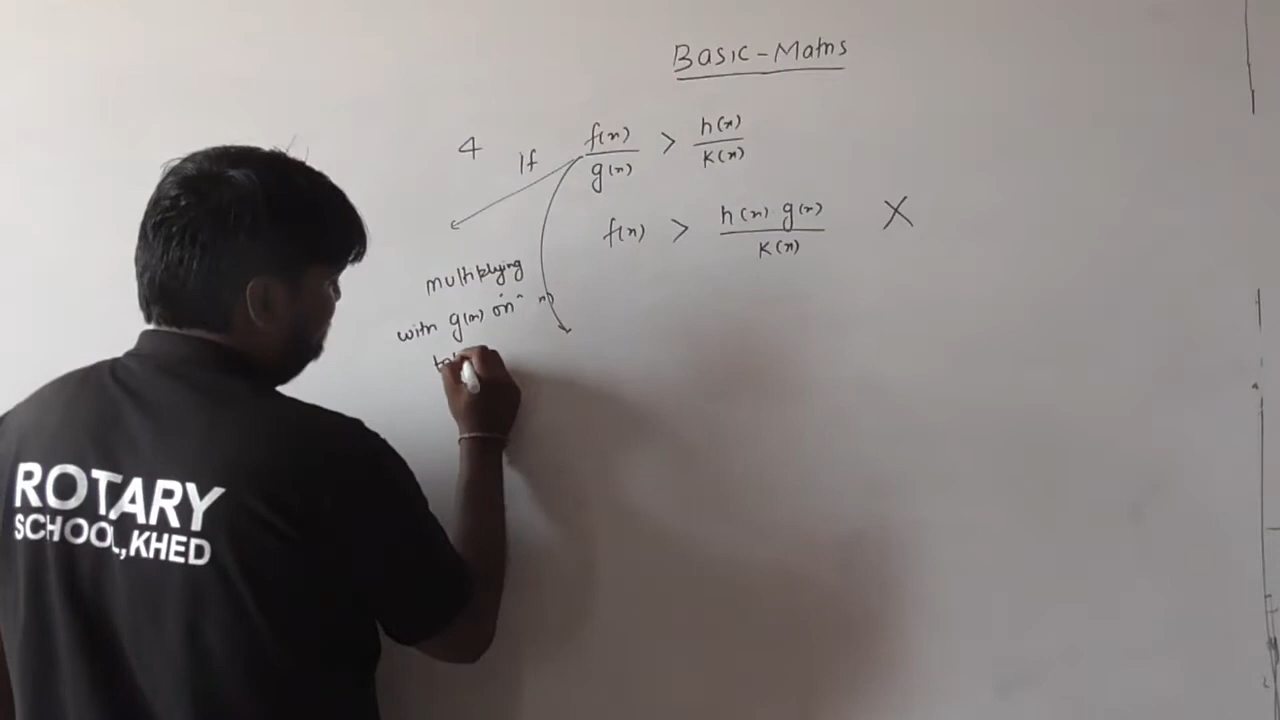 Basic-Maths
4 If f(x)/g(x) > h(x)/K(x)
f(x) > h(x) g(x)/K(x) X
multiplying
with g(x) on
ROTARY
SCHOOL,KHED